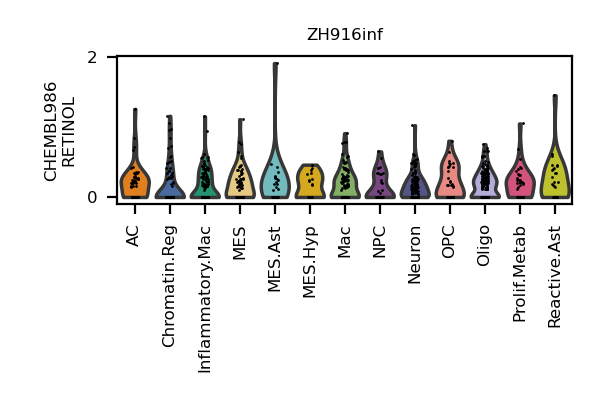 ZH916inf
CHEMBL986
RETINOL
2
0
AC
Chromatin.Reg
Inflammatory.Mac
MES
MES.Ast
MES.Hyp
Mac
NPC
Neuron
OPC
Oligo
Prolif.Metab
Reactive.Ast